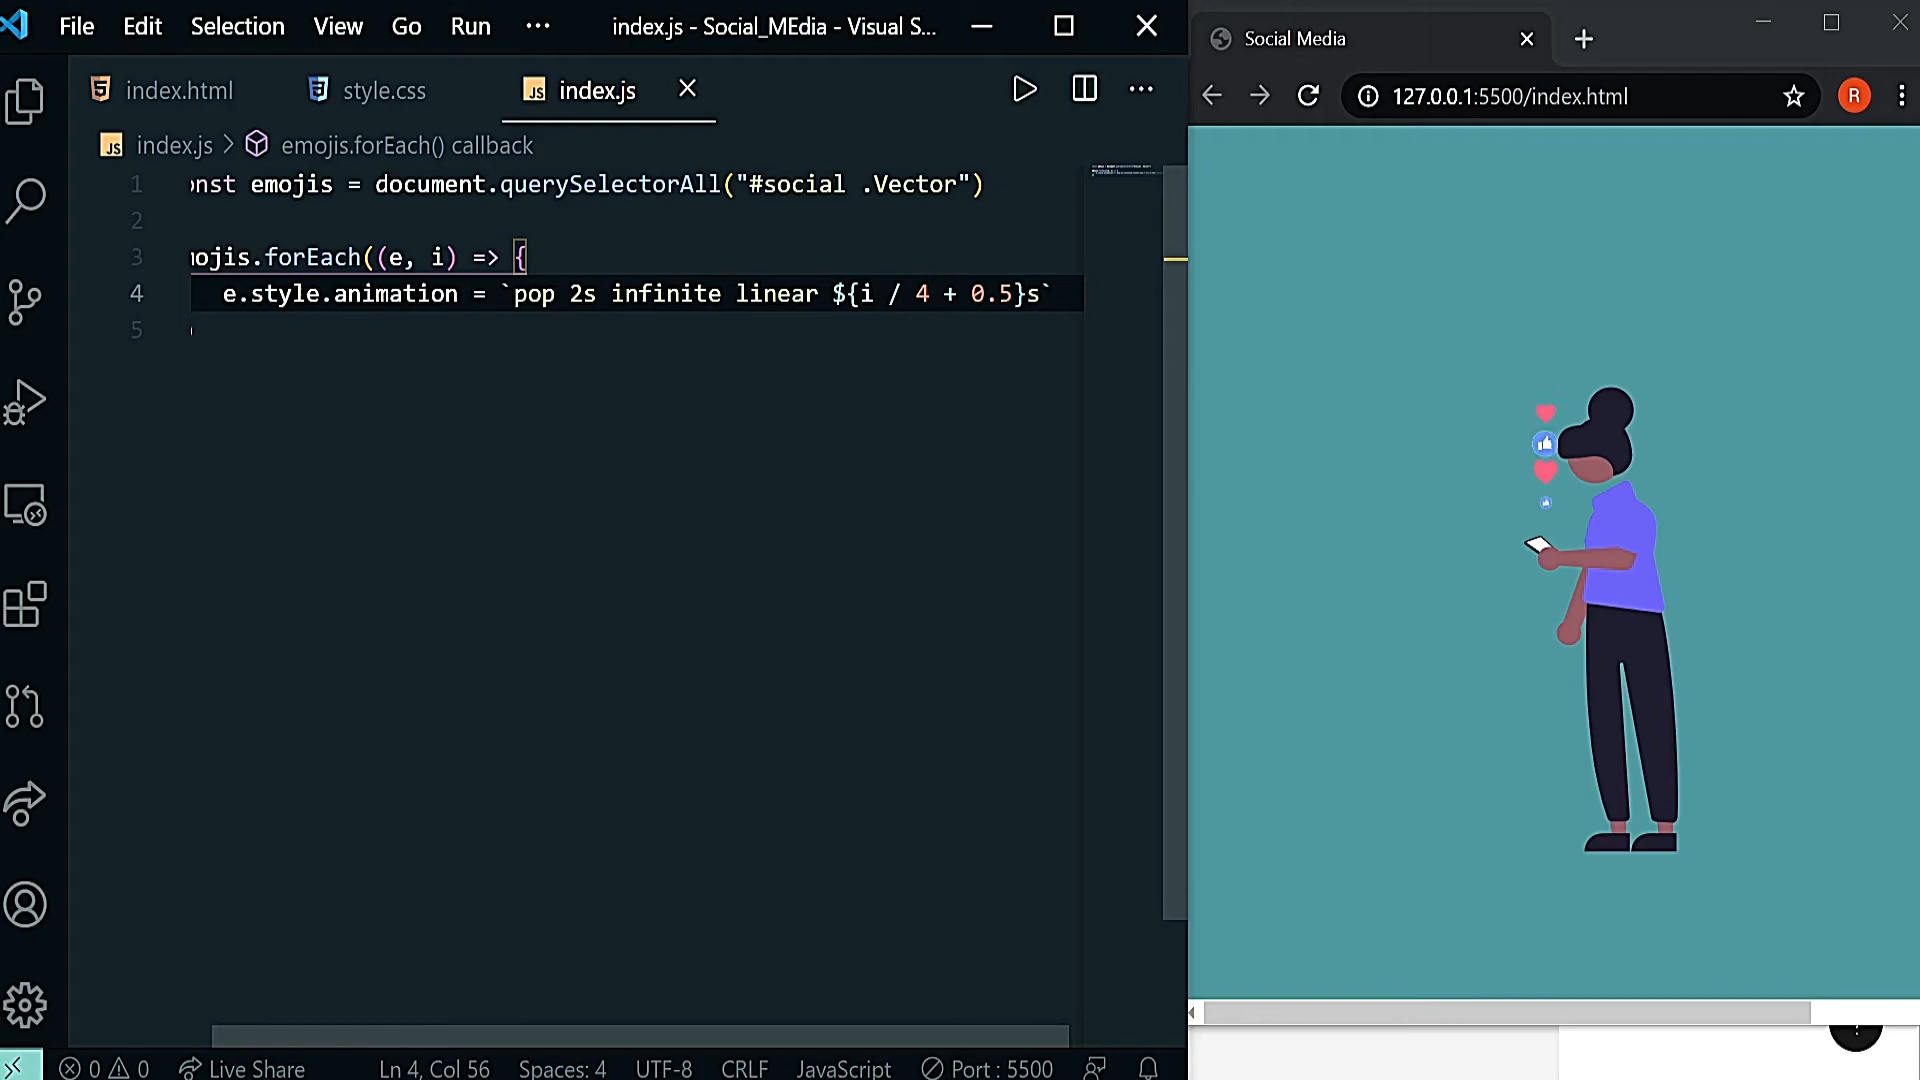 File Edit Selection View Go Run ··· index.js - Social_MEdia - Visual S...
index.html style.css JS index.js
JS index.js > emojis.forEach() callback
1 onst emojis = document.querySelectorAll("#social .Vector")
2
3 ojis.forEach((e, i) => {
4 e.style.animation = `pop 2s infinite linear ${i / 4 + 0.5}s`
5
0 0 Live Share Ln 4, Col 56 Spaces: 4 UTF-8 CRLF JavaScript Port : 5500
Social Media
127.0.0.1:5500/index.html R